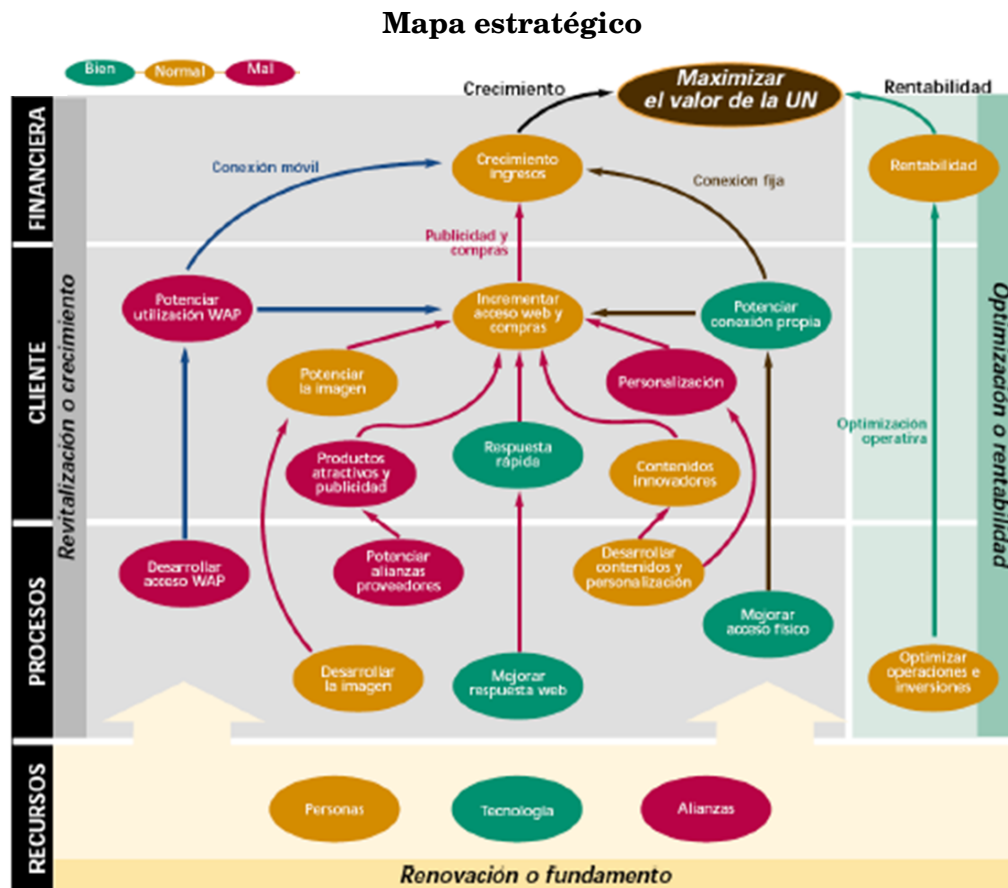 Mapa estratégico
Bien
Normal
Mal
Crecimiento
Maximizar
el valor de la UN
Rentabilidad
FINANCIERA
Conexión móvil
Crecimiento
ingresos
Conexión fija
Rentabilidad
Publicidad y
compras
Revitalización o crecimiento
Optimización o rentabilidad
CLIENTE
Potenciar
utilización WAP
Incrementar
acceso web y
compras
Potenciar
conexión propia
Potenciar
la imagen
Personalización
Optimización
operativa
Productos
atractivos y
publicidad
Respuesta
rápida
Contenidos
innovadores
PROCESOS
Desarrollar
acceso WAP
Potenciar
alianzas
proveedores
Desarrollar
contenidos y
personalización
Mejorar
acceso físico
Desarrollar
la imagen
Mejorar
respuesta web
Optimizar
operaciones e
inversiones
RECURSOS
Personas
Tecnología
Alianzas
Renovación o fundamento